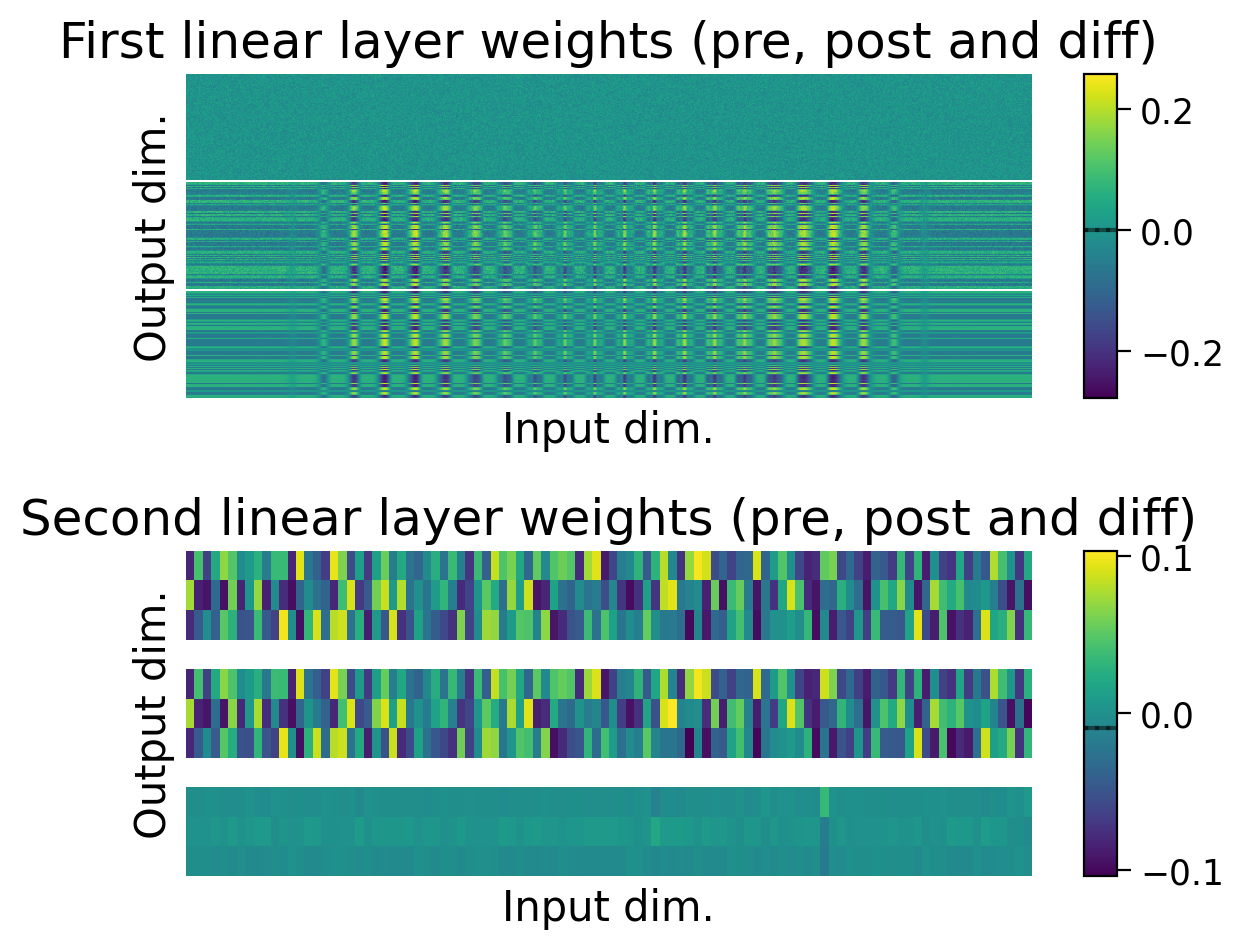 First linear layer weights (pre, post and diff)
Output dim.
0.2
0.0
−0.2
Input dim.
Second linear layer weights (pre, post and diff)
Output dim.
0.1
0.0
−0.1
Input dim.